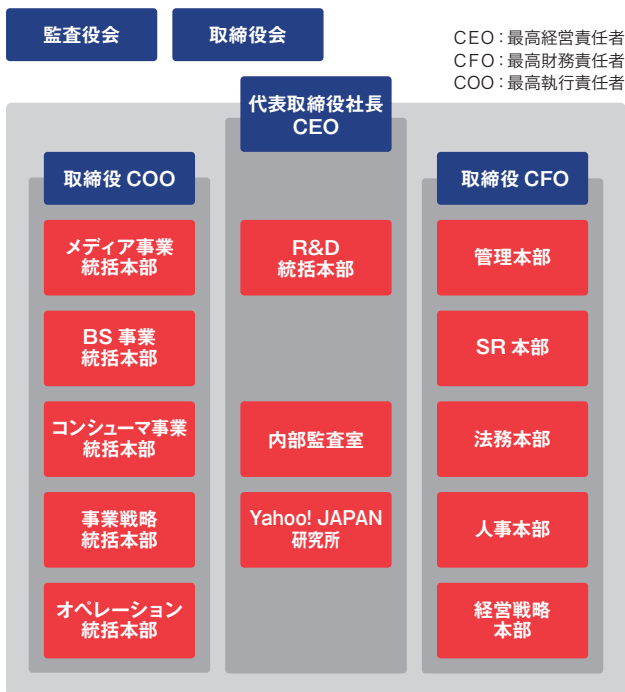 監査役会
取締役会
CEO：最高経営責任者
CFO：最高財務責任者
COO：最高執行責任者
代表取締役社長
CEO
取締役 COO
メディア事業
統括本部
BS 事業
統括本部
コンシューマ事業
統括本部
事業戦略
統括本部
オペレーション
統括本部
R&D
統括本部
内部監査室
Yahoo! JAPAN
研究所
取締役 CFO
管理本部
SR 本部
法務本部
人事本部
経営戦略
本部